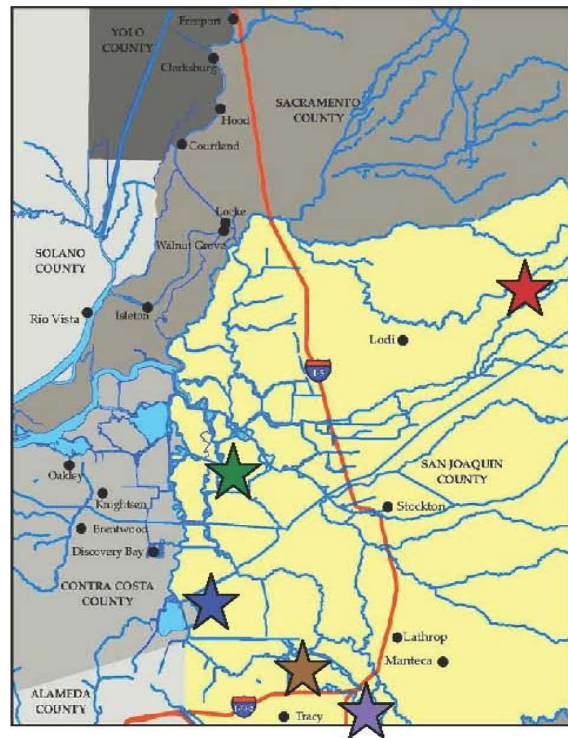 Freeport
YOLO
COUNTY
Clarksburg
SACRAMENTO
COUNTY
Hood
Courtland
Locke
Walnut Grove
SOLANO
COUNTY
Rio Vista
Isleton
Lodi
I-5
Oakley
SAN JOAQUIN
COUNTY
Knightsen
Stockton
Brentwood
Discovery Bay
CONTRA COSTA
COUNTY
Lathrop
Manteca
ALAMEDA
COUNTY
Tracy